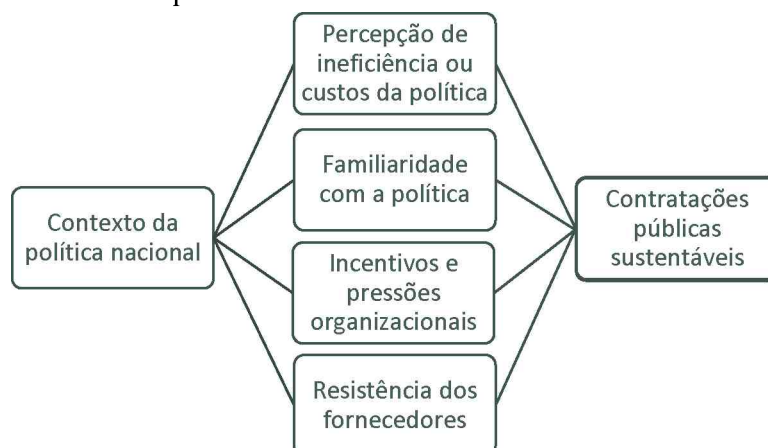 Percepção de
ineficiência ou
custos da política
Familiaridade
com a política
Contexto da
política nacional
Contratações
públicas
sustentáveis
Incentivos e
pressões
organizacionais
Resistência dos
fornecedores